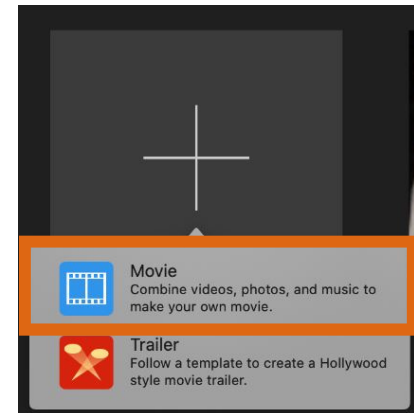 Movie
Combine videos, photos, and music to
make your own movie.
Trailer
Follow a template to create a Hollywood
style movie trailer.